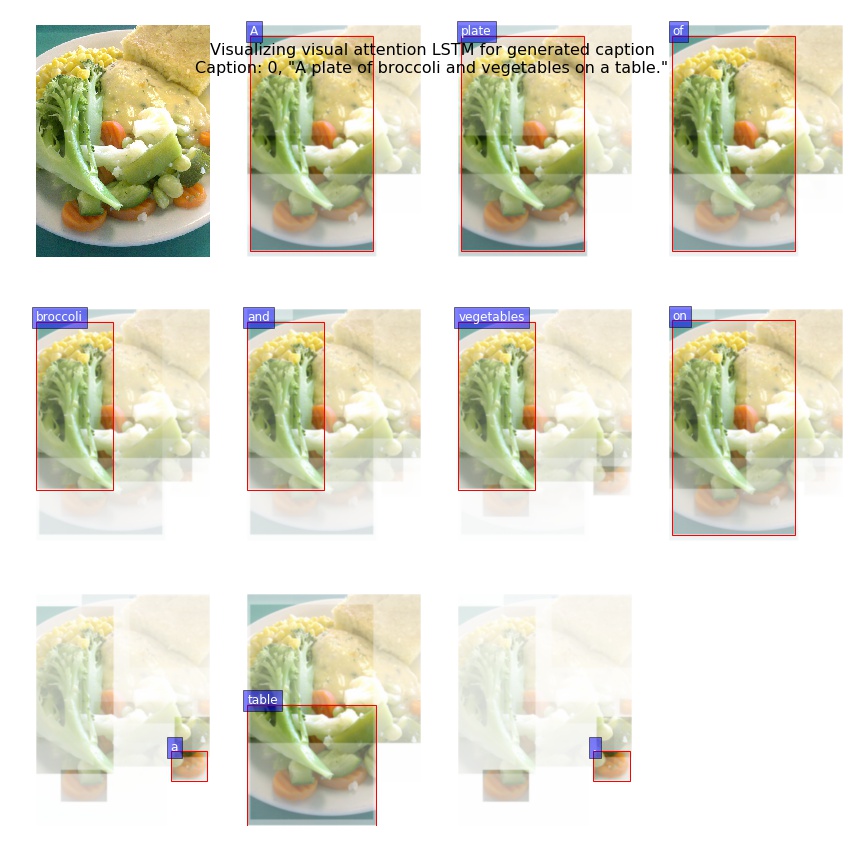 Visualizing visual attention LSTM for generated caption
Caption: 0, "A plate of broccoli and vegetables on a table."
A
plate
of
broccoli
and
vegetables
on
a
table
.